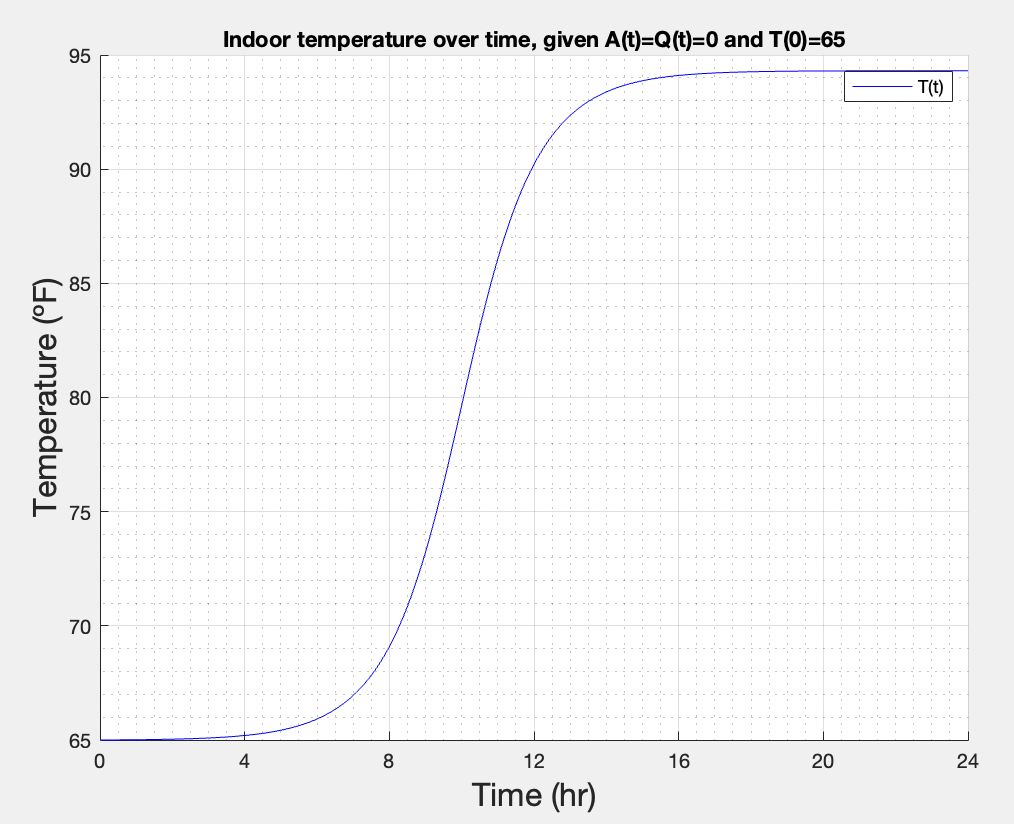 Indoor temperature over time, given A(t)=Q(t)=0 and T(0)=65
95
90
85
80
75
70
65
Temperature (ºF)
T(t)
0 4 8 12 16 20 24
Time (hr)